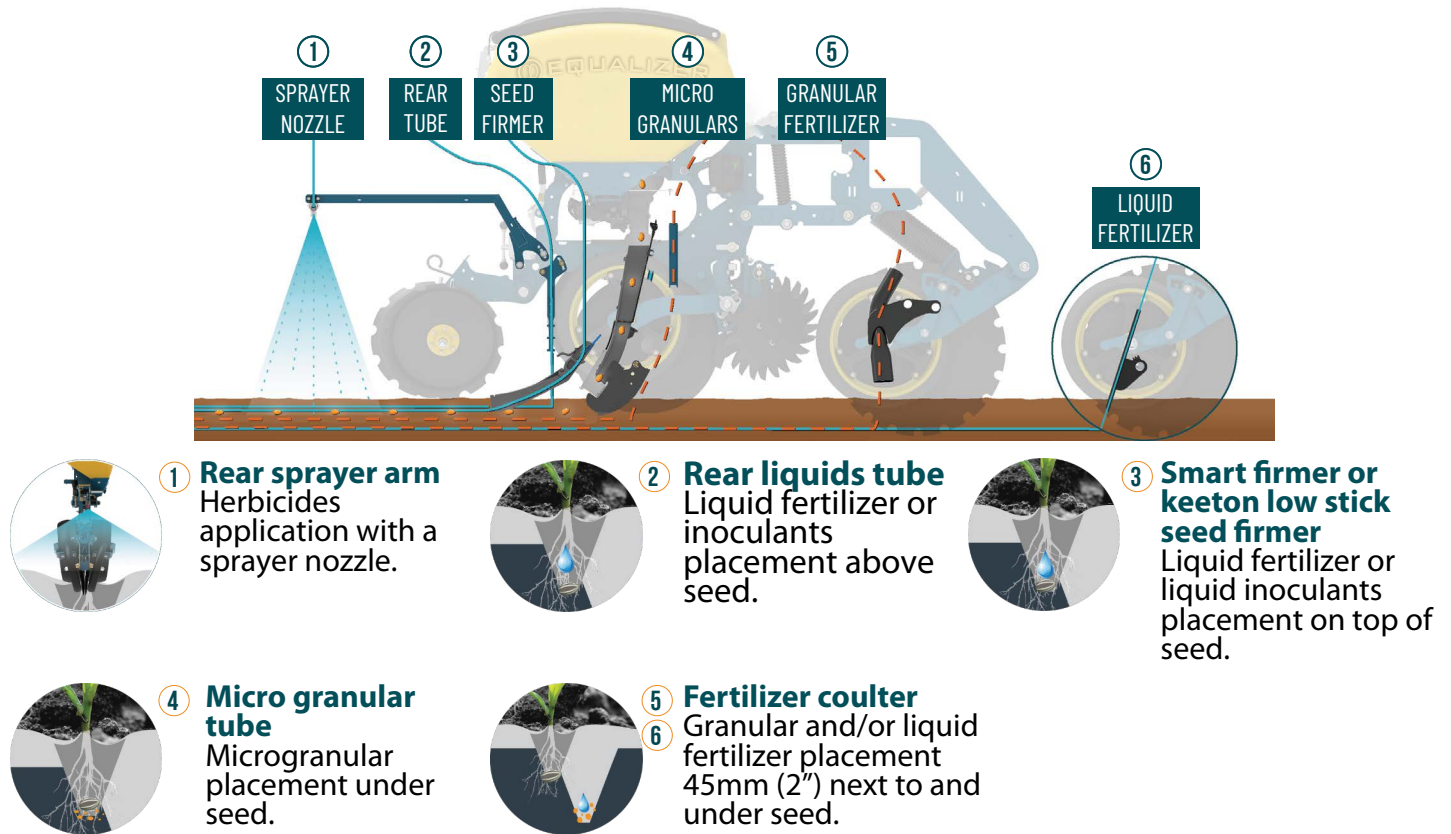 1
SPRAYER
NOZZLE
2
REAR
TUBE
3
SEED
FIRMER
4
MICRO
GRANULARS
5
GRANULAR
FERTILIZER
EQUALIZER
6
LIQUID
FERTILIZER
1 Rear sprayer arm
Herbicides
application with a
sprayer nozzle.
2 Rear liquids tube
Liquid fertilizer or
inoculants
placement above
seed.
3 Smart firmer or
keeton low stick
seed firmer
Liquid fertilizer or
liquid inoculants
placement on top of
seed.
4 Micro granular
tube
Microgranular
placement under
seed.
5 Fertilizer coulter
6 Granular and/or liquid
fertilizer placement
45mm (2”) next to and
under seed.